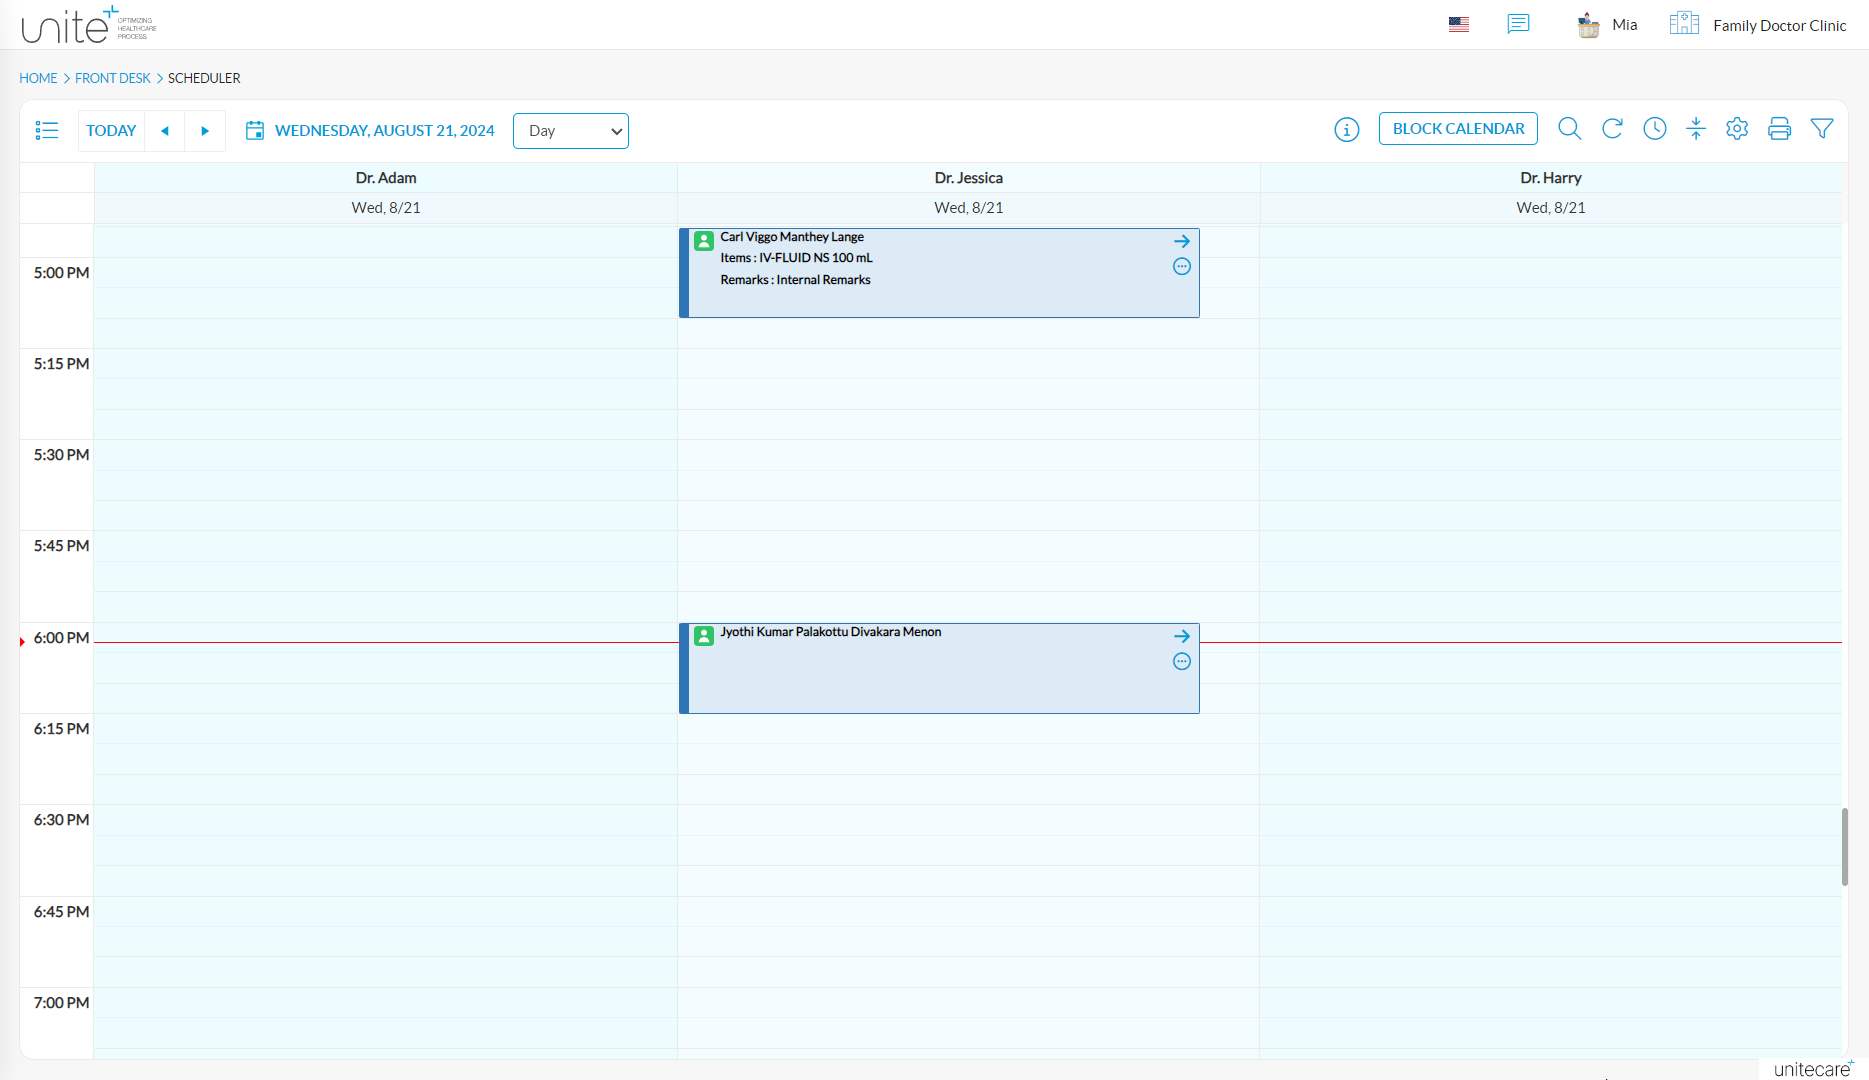 unite+ OPTIMIZING
HEALTHCARE
PROCESS
Mia
Family Doctor Clinic
HOME > FRONT DESK > SCHEDULER
TODAY
WEDNESDAY, AUGUST 21, 2024
Day
BLOCK CALENDAR
Dr. Adam
Dr. Jessica
Dr. Harry
Wed, 8/21
Wed, 8/21
Wed, 8/21
Carl Viggo Manthey Lange
Items : IV-FLUID NS 100 mL
Remarks : Internal Remarks
5:00 PM
5:15 PM
5:30 PM
5:45 PM
6:00 PM
Jyothi Kumar Palakottu Divakara Menon
6:15 PM
6:30 PM
6:45 PM
7:00 PM
unitecare+